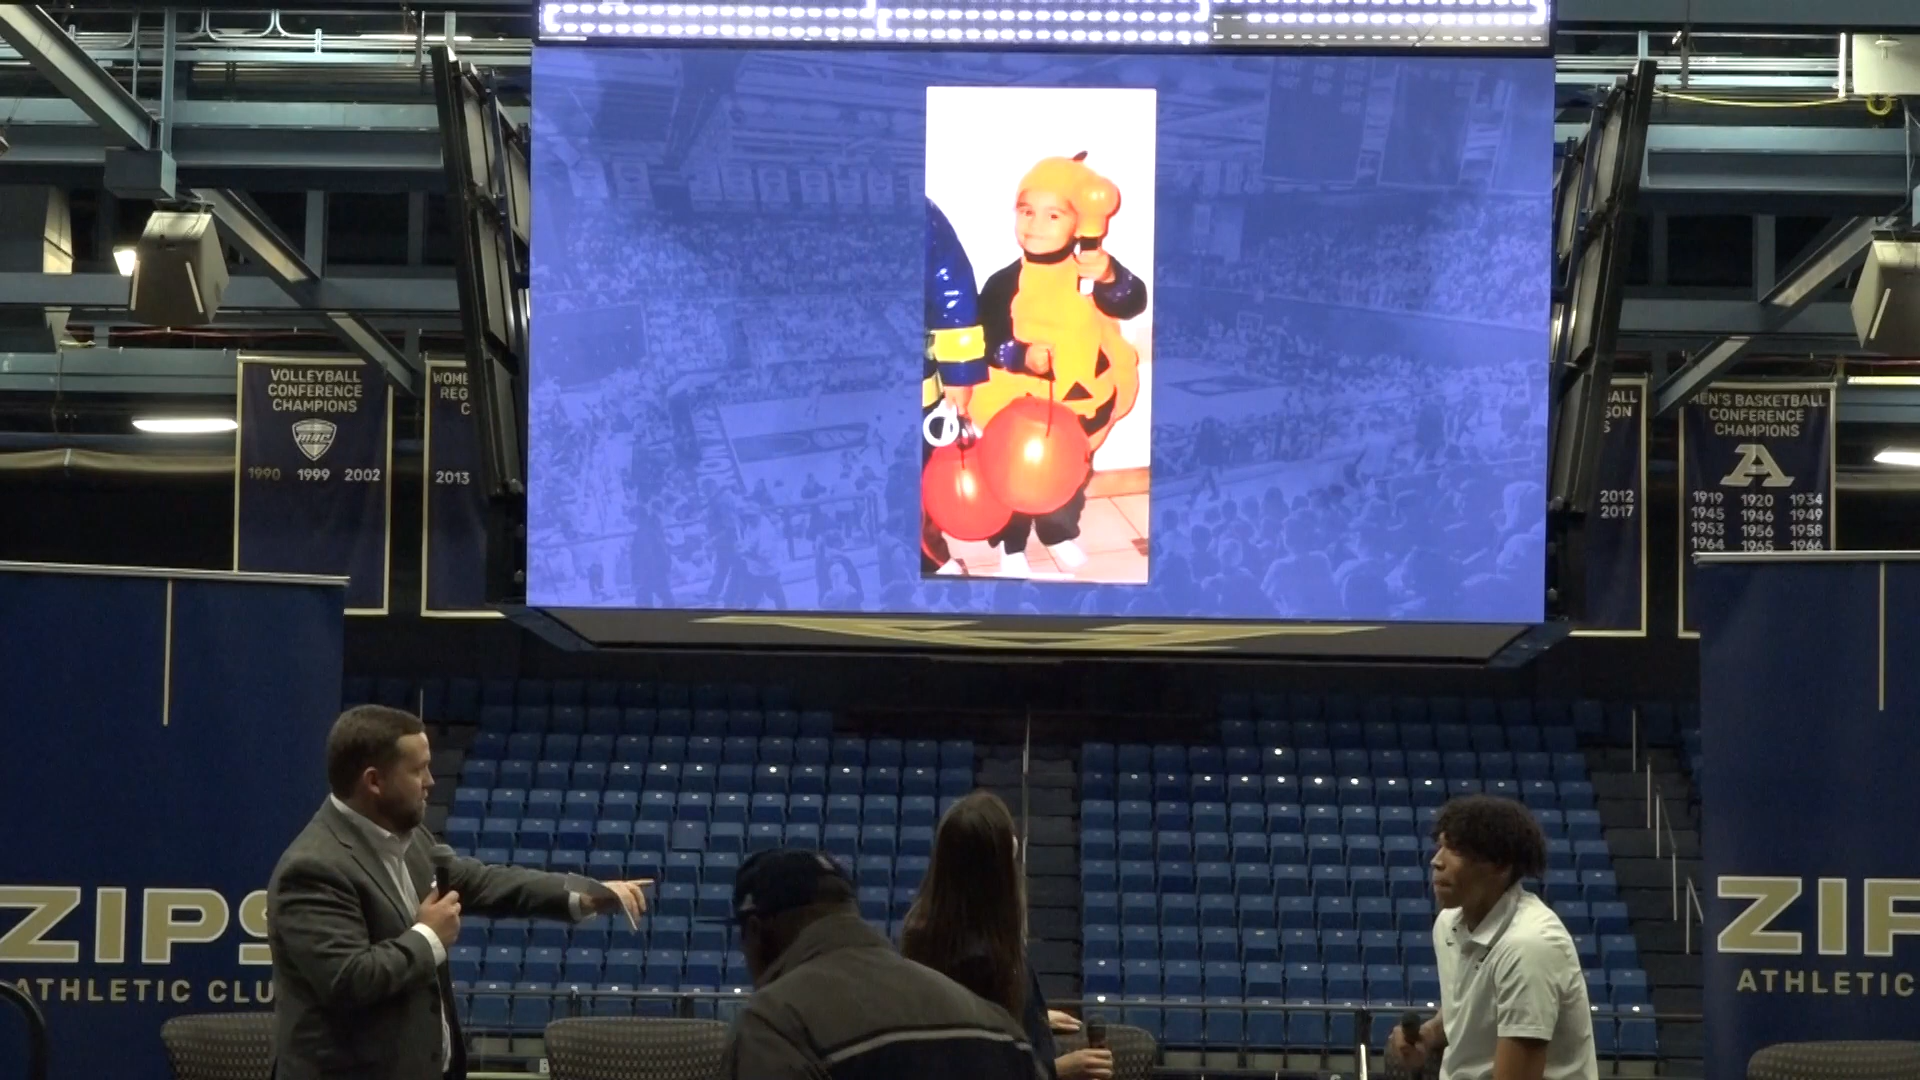 VOLLEYBALL
CONFERENCE
CHAMPIONS
MAC
1990 1999 2002
WOME
REG
C
2013
ALL
SON
S
2012
2017
MEN'S BASKETBALL
CONFERENCE
CHAMPIONS
A
1919 1920 1934
1945 1946 1949
1953 1956 1958
1964 1965 1966
ZIPS
ATHLETIC CLU
ZIP
ATHLETIC